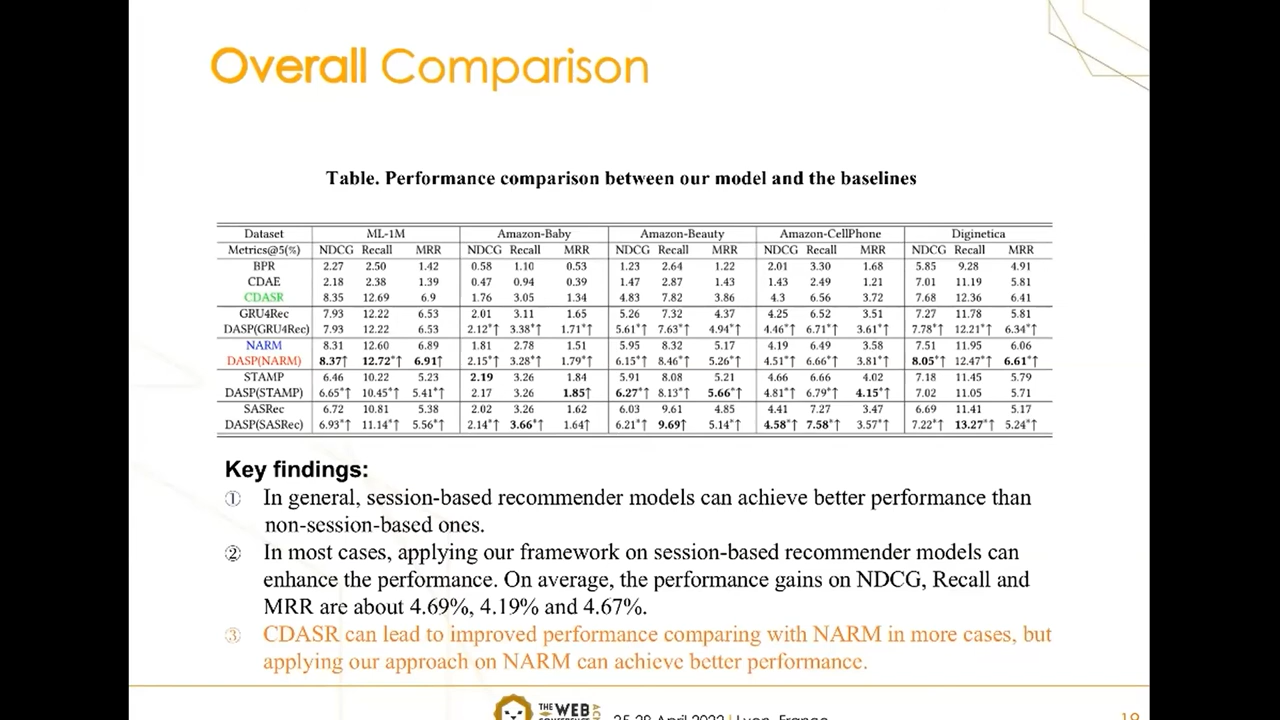 Overall Comparison
Table. Performance comparison between our model and the baselines
Dataset ML-1M Amazon-Baby Amazon-Beauty Amazon-CellPhone Diginetica
Metrics@5(%) NDCG Recall MRR NDCG Recall MRR NDCG Recall MRR NDCG Recall MRR NDCG Recall MRR
BPR 2.27 2.50 1.42 0.58 1.10 0.53 1.23 2.64 1.22 2.01 3.30 1.68 5.85 9.28 4.91
CDAE 2.18 2.38 1.39 0.47 0.94 0.39 1.47 2.87 1.43 1.43 2.49 1.21 7.01 11.19 5.81
CDASR 8.35 12.69 6.9 1.76 3.05 1.34 4.83 7.82 3.86 4.3 6.56 3.72 7.68 12.36 6.41
GRU4Rec 7.93 12.22 6.53 2.01 3.11 1.65 5.26 7.32 4.37 4.25 6.52 3.51 7.27 11.78 5.81
DASP(GRU4Rec) 7.93 12.22 6.53 2.12*↑ 3.38*↑ 1.71*↑ 5.61*↑ 7.63*↑ 4.94*↑ 4.46*↑ 6.71*↑ 3.61*↑ 7.78*↑ 12.21*↑ 6.34*↑
NARM 8.31 12.60 6.89 1.81 2.78 1.51 5.95 8.32 5.17 4.19 6.49 3.58 7.51 11.95 6.06
DASP(NARM) 8.37↑ 12.72*↑ 6.91↑ 2.15*↑ 3.28*↑ 1.79*↑ 6.15*↑ 8.46*↑ 5.26*↑ 4.51*↑ 6.66*↑ 3.81*↑ 8.05*↑ 12.47*↑ 6.61*↑
STAMP 6.46 10.22 5.23 2.19 3.26 1.84 5.91 8.08 5.21 4.66 6.66 4.02 7.18 11.45 5.79
DASP(STAMP) 6.65*↑ 10.45*↑ 5.41*↑ 2.17 3.26 1.85↑ 6.27*↑ 8.13*↑ 5.66*↑ 4.81*↑ 6.79*↑ 4.15*↑ 7.02 11.05 5.71
SASRec 6.72 10.81 5.38 2.02 3.26 1.62 6.03 9.61 4.85 4.41 7.27 3.47 6.69 11.41 5.17
DASP(SASRec) 6.93*↑ 11.14*↑ 5.56*↑ 2.14*↑ 3.66*↑ 1.64↑ 6.21*↑ 9.69↑ 5.14*↑ 4.58*↑ 7.58*↑ 3.57*↑ 7.22*↑ 13.27*↑ 5.24*↑
Key findings:
① In general, session-based recommender models can achieve better performance than
non-session-based ones.
② In most cases, applying our framework on session-based recommender models can
enhance the performance. On average, the performance gains on NDCG, Recall and
MRR are about 4.69%, 4.19% and 4.67%.
③ CDASR can lead to improved performance comparing with NARM in more cases, but
applying our approach on NARM can achieve better performance.
THE WEB